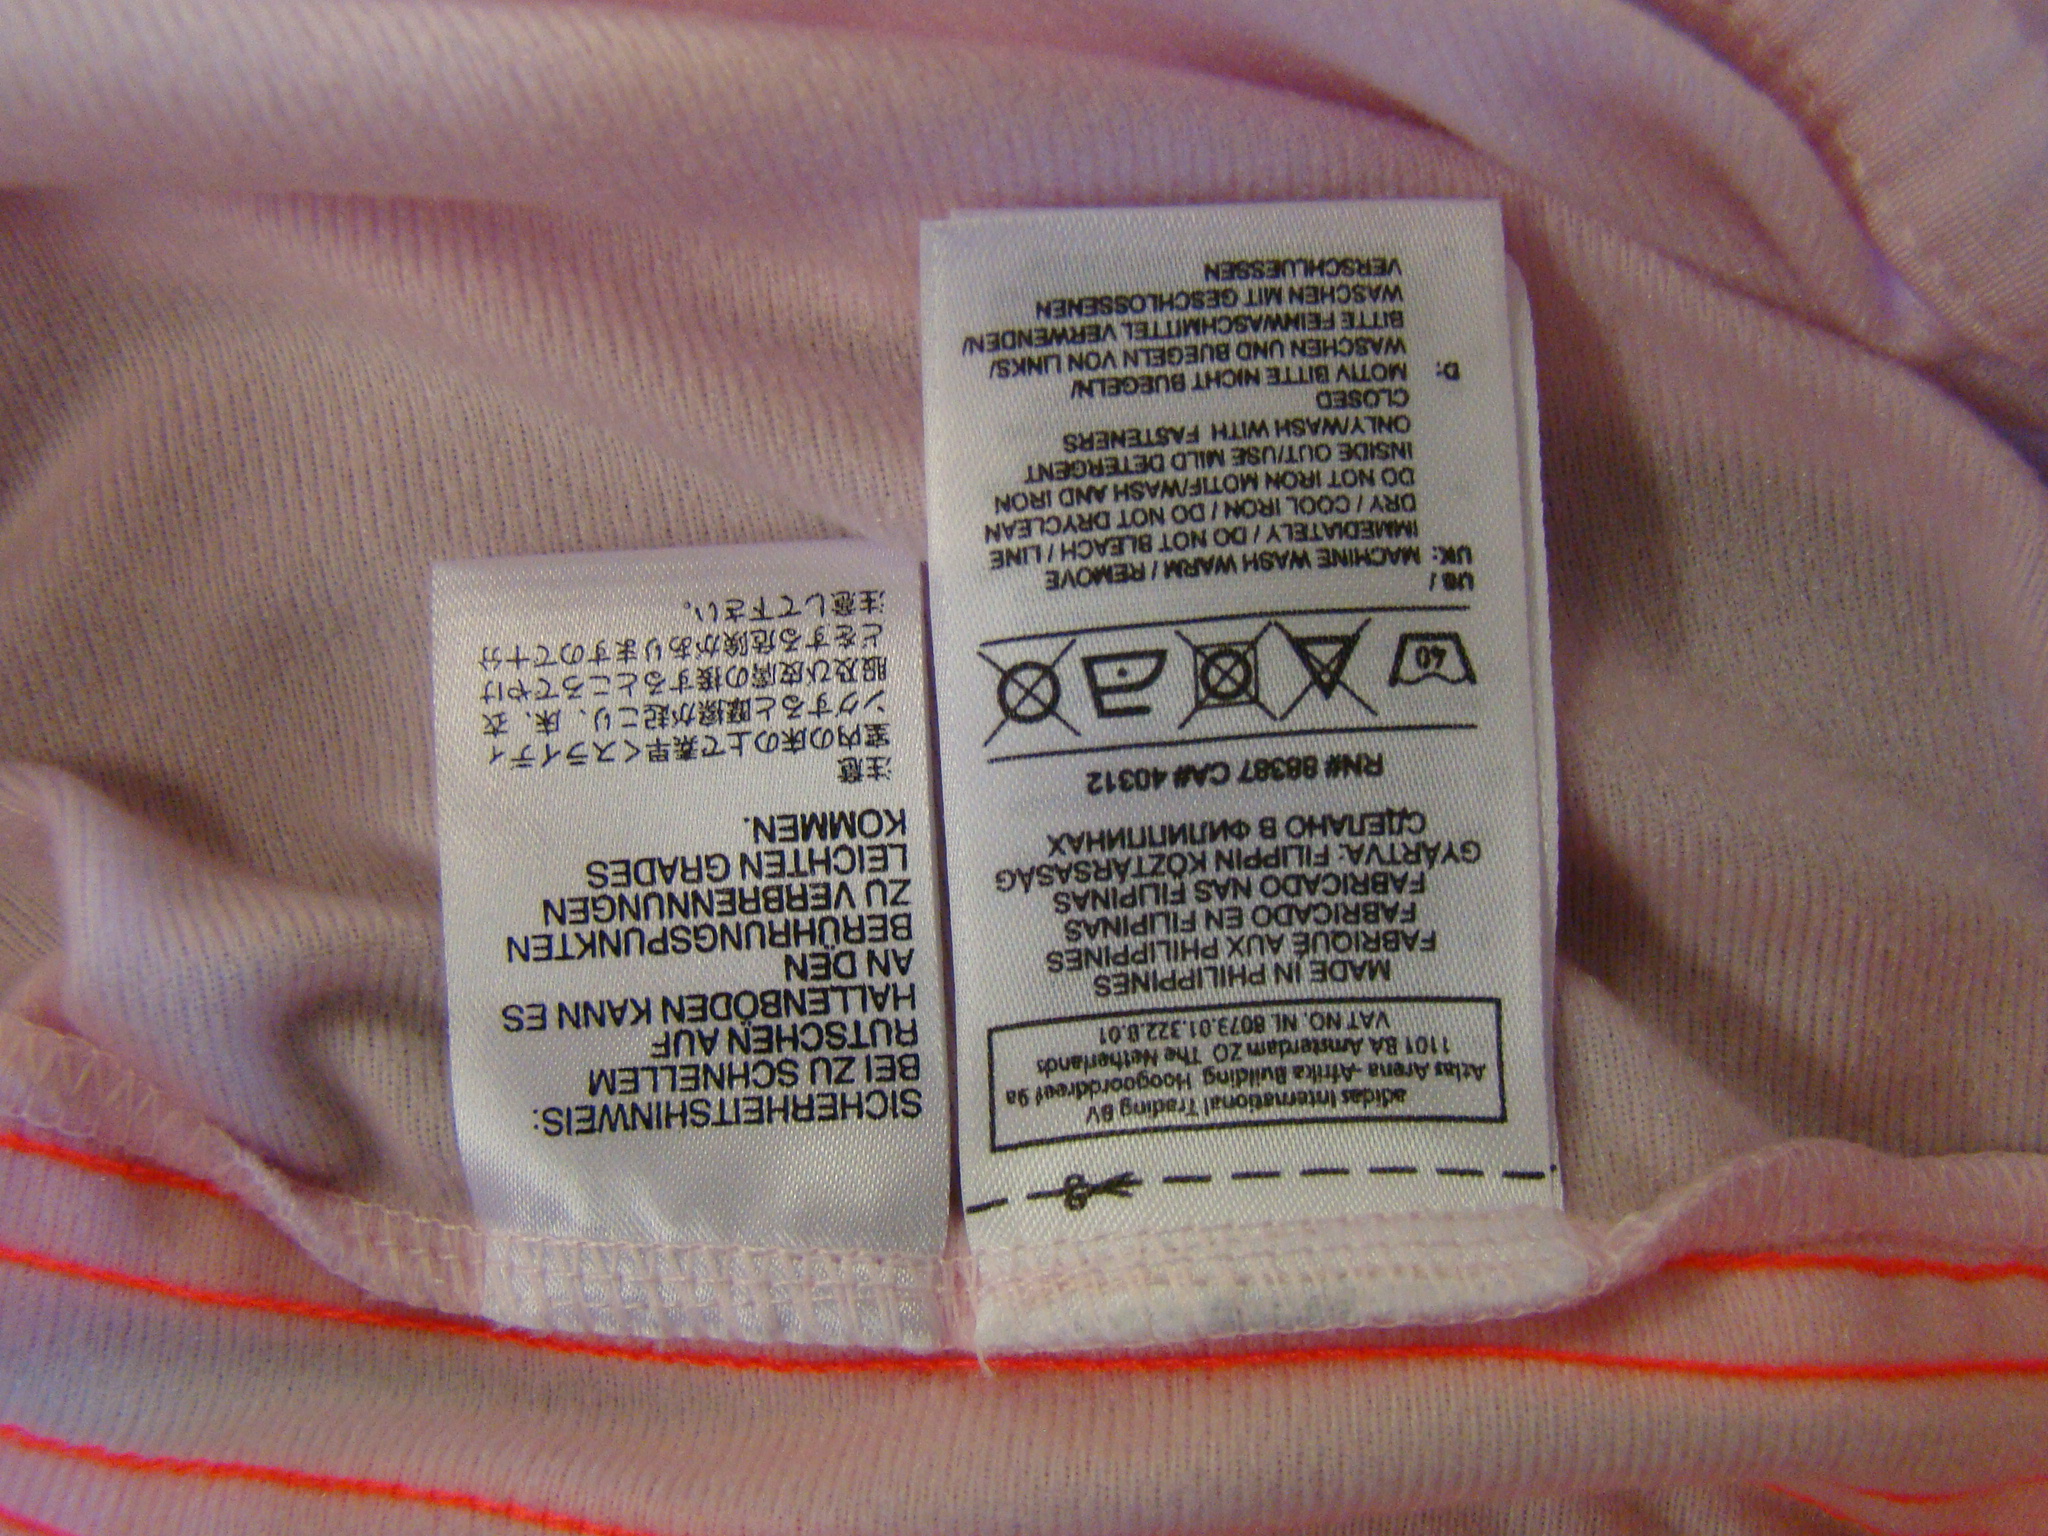 SICHERHEITSHINWEIS:
BEI ZU SCHNELLEM
RUTSCHEN AUF
HALLENBÖDEN KANN ES
AN DEN
BERÜHRUNGSPUNKTEN
ZU VERBRENNUNGEN
LEICHTEN GRADES
KOMMEN.
注意
室内の床の上で素早くスライディ
ングすると摩擦が起こり、床、衣
服及び皮膚の接するところでやけ
どをする危険がありますので十分
注意して下さい。
adidas International Trading BV
Atlas Arena -Afrika Building Hoogoorddreef 9a
1101 BA Amsterdam ZO The Netherlands
VAT NO. NL 8073.01.322.B.01
MADE IN PHILIPPINES
FABRIQUÉ AUX PHILIPPINES
FABRICADO EN FILIPINAS
FABRICADO NAS FILIPINAS
GYÁRTVA: FILIPPIN KÖZTÁRSASÁG
СДЕЛАНО В ФИЛИППИНАХ
RN# 88387 CA# 40312
40
US /
UK: MACHINE WASH WARM / REMOVE
IMMEDIATELY / DO NOT BLEACH / LINE
DRY / COOL IRON / DO NOT DRYCLEAN
DO NOT IRON MOTIF/WASH AND IRON
INSIDE OUT/USE MILD DETERGENT
ONLY/WASH WITH FASTENERS
CLOSED
D: MOTIV BITTE NICHT BUEGELN/
WASCHEN UND BUEGELN VON LINKS/
BITTE FEINWASCHMITTEL VERWENDEN/
WASCHEN MIT GESCHLOSSENEN
VERSCHLUESSEN